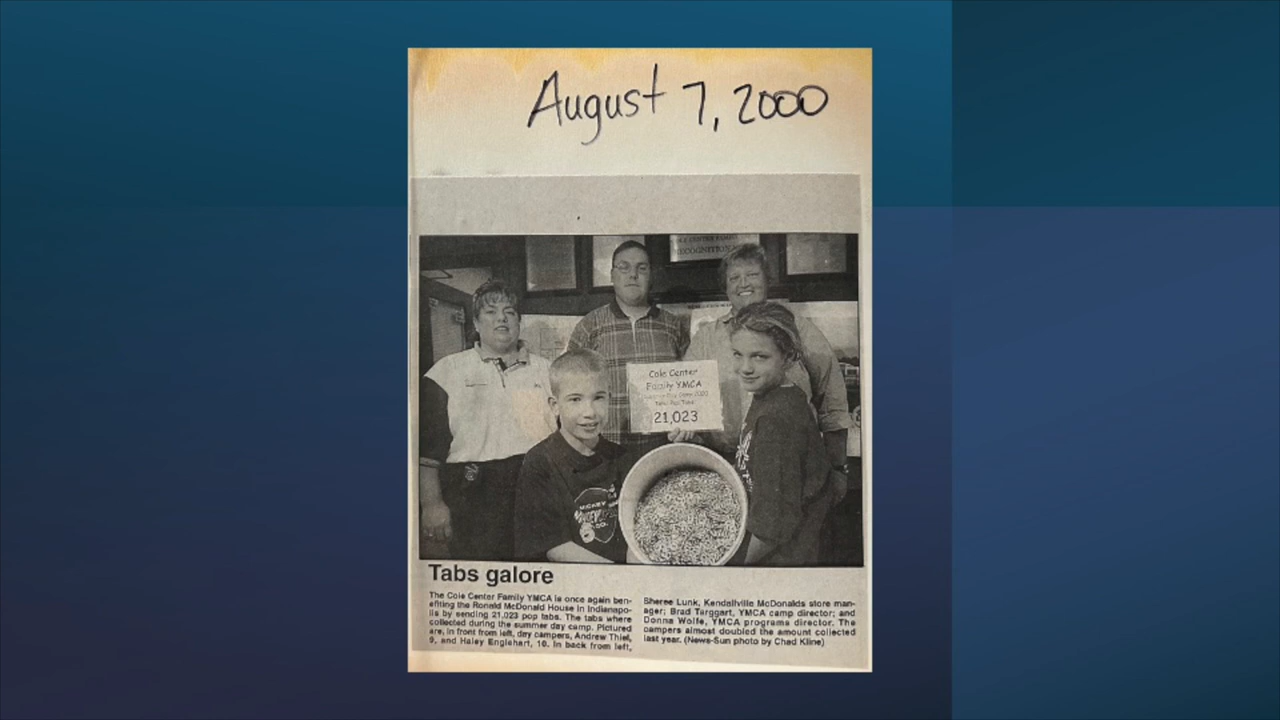 August 7, 2000
RECOGNITION
Cole Center
Family YMCA
21,023
MICKEY
CO.
Tabs galore
The Cole Center Family YMCA is once again ben-
efiting the Ronald McDonald House in Indianapo-
lis by sending 21,023 pop tabs. The tabs where
collected during the summer day camp. Pictured
are, in front from left, day campers, Andrew Thiel,
9, and Haley Englehart, 10. In back from left,
Sheree Lunk, Kendallville McDonalds store man-
ager; Brad Targgart, YMCA camp director; and
Donna Wolfe, YMCA programs director. The
campers almost doubled the amount collected
last year. (News-Sun photo by Chad Kline)